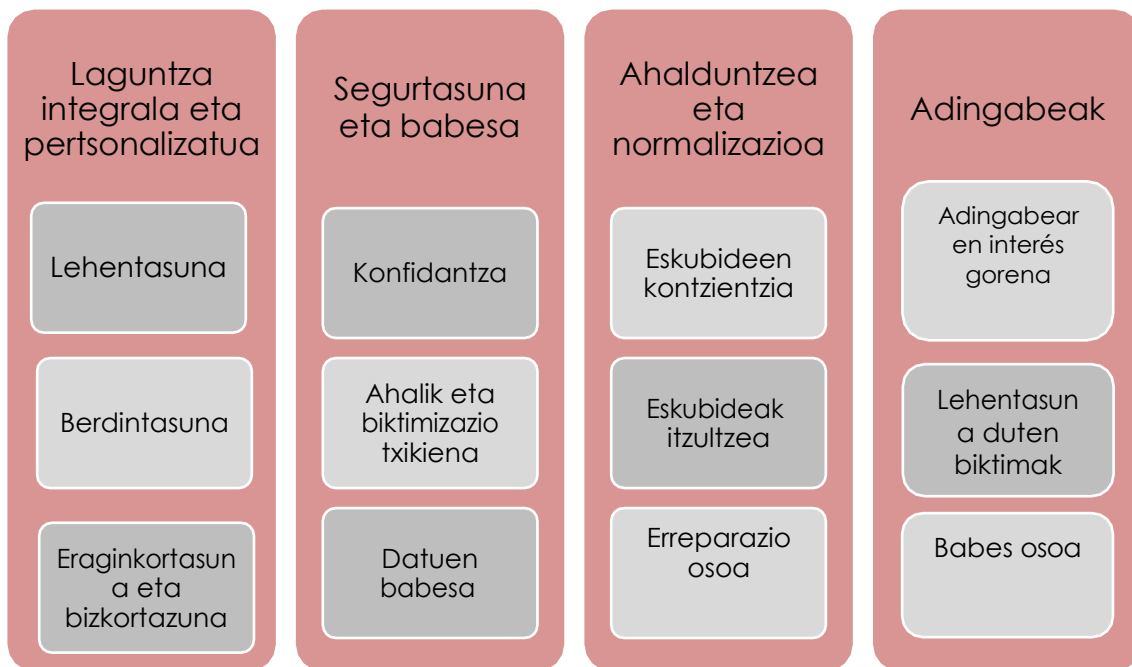 Laguntza
integrala eta
pertsonalizatua
Lehentasuna
Berdintasuna
Eraginkortasun
a eta
bizkortazuna
Segurtasuna
eta babesa
Konfidantza
Ahalik eta
biktimizazio
txikiena
Datuen
babesa
Ahalduntzea
eta
normalizazioa
Eskubideen
kontzientzia
Eskubideak
itzultzea
Erreparazio
osoa
Adingabeak
Adingabear
en interés
gorena
Lehentasun
a duten
biktimak
Babes osoa